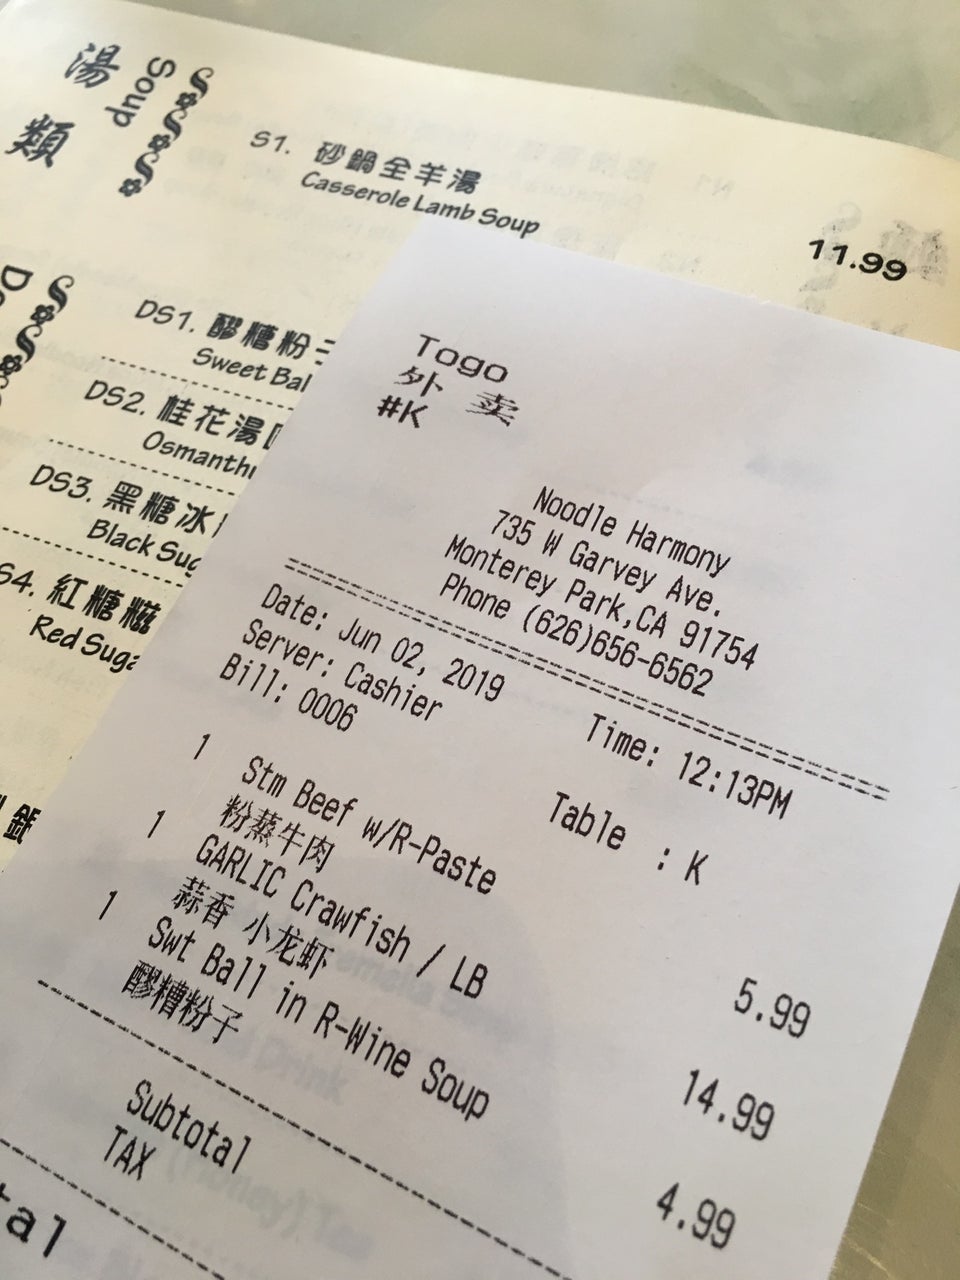 湯類
Soup
S1. 砂鍋全羊湯
Casserole Lamb Soup
11.99
DS1. 醪糟粉
Sweet Bal
DS2. 桂花湯
Osmanth
DS3. 黑糖冰
Black Sug
S4. 紅糖糍
Red Suga
Togo
外卖
#K
Noodle Harmony
735 W Garvey Ave.
Monterey Park,CA 91754
Phone (626)656-6562
Date: Jun 02, 2019 Time: 12:13PM
Server: Cashier
Bill: 0006 Table : K
1 Stm Beef w/R-Paste 5.99
粉蒸牛肉
1 GARLIC Crawfish / LB 14.99
蒜香 小龙虾
1 Swt Ball in R-Wine Soup 4.99
醪糟粉子
Subtotal
TAX
tal